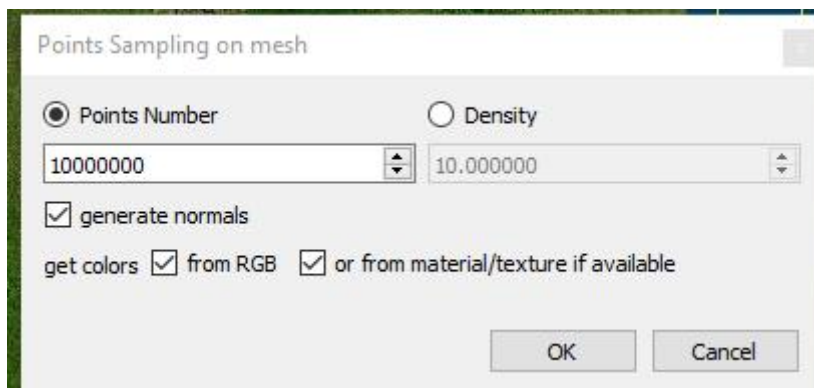 Points Sampling on mesh
Points Number Density
10000000 10.000000
generate normals
get colors from RGB or from material/texture if available
OK Cancel